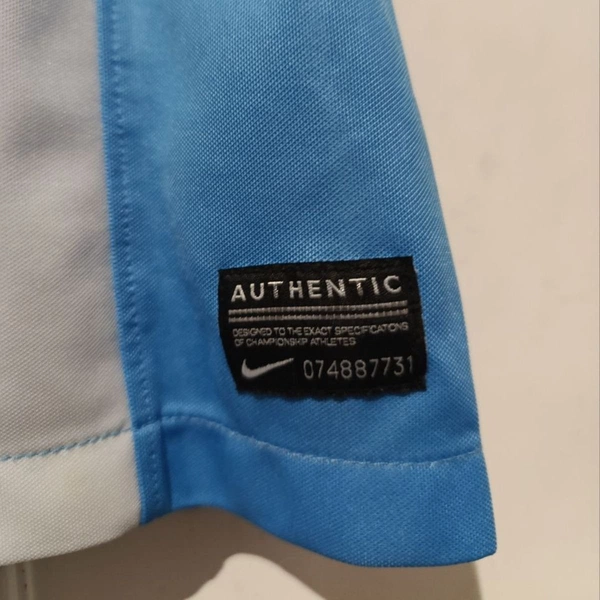 AUTHENTIC
DESIGNED TO THE EXACT SPECIFICATIONS
OF CHAMPIONSHIP ATHLETES
074887731